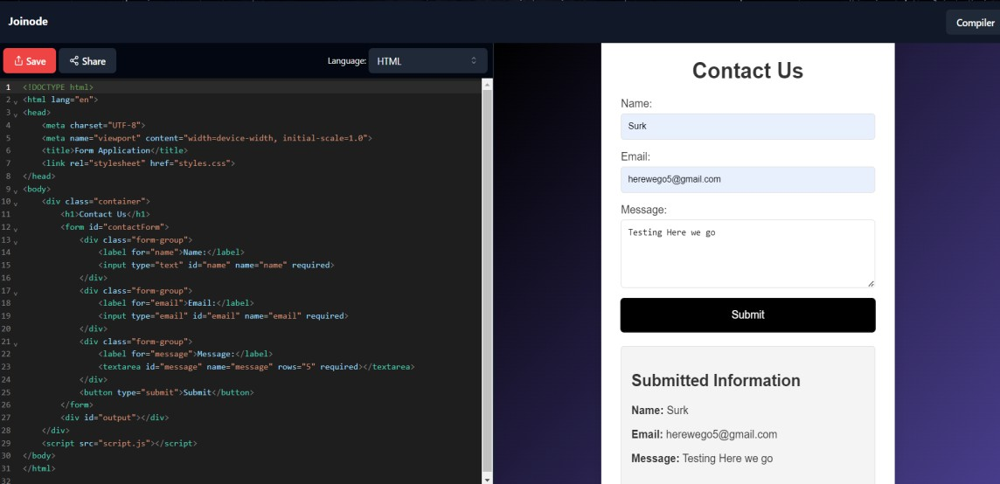 Joinode
Compiler
Save
Share
Language: HTML
1 <!DOCTYPE html>
2 <html lang="en">
3 <head>
4     <meta charset="UTF-8">
5     <meta name="viewport" content="width=device-width, initial-scale=1.0">
6     <title>Form Application</title>
7     <link rel="stylesheet" href="styles.css">
8 </head>
9 <body>
10     <div class="container">
11         <h1>Contact Us</h1>
12         <form id="contactForm">
13             <div class="form-group">
14                 <label for="name">Name:</label>
15                 <input type="text" id="name" name="name" required>
16             </div>
17             <div class="form-group">
18                 <label for="email">Email:</label>
19                 <input type="email" id="email" name="email" required>
20             </div>
21             <div class="form-group">
22                 <label for="message">Message:</label>
23                 <textarea id="message" name="message" rows="5" required></textarea>
24             </div>
25             <button type="submit">Submit</button>
26         </form>
27         <div id="output"></div>
28     </div>
29     <script src="script.js"></script>
30 </body>
31 </html>
32
Contact Us
Name:
Surk
Email:
herewego5@gmail.com
Message:
Testing Here we go
Submit
Submitted Information
Name: Surk
Email: herewego5@gmail.com
Message: Testing Here we go